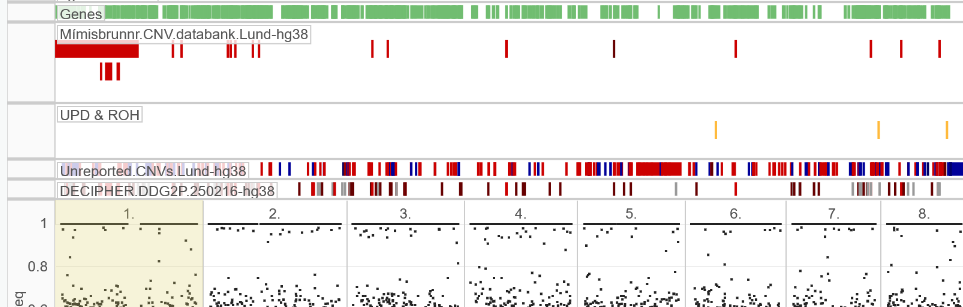 Genes
Mímisbrunnr.CNV.databank.Lund-hg38
UPD & ROH
Unreported.CNVs.Lund-hg38
DECIPHER.DDG2P.250216-hg38
1. 2. 3. 4. 5. 6. 7. 8.
1
0.8